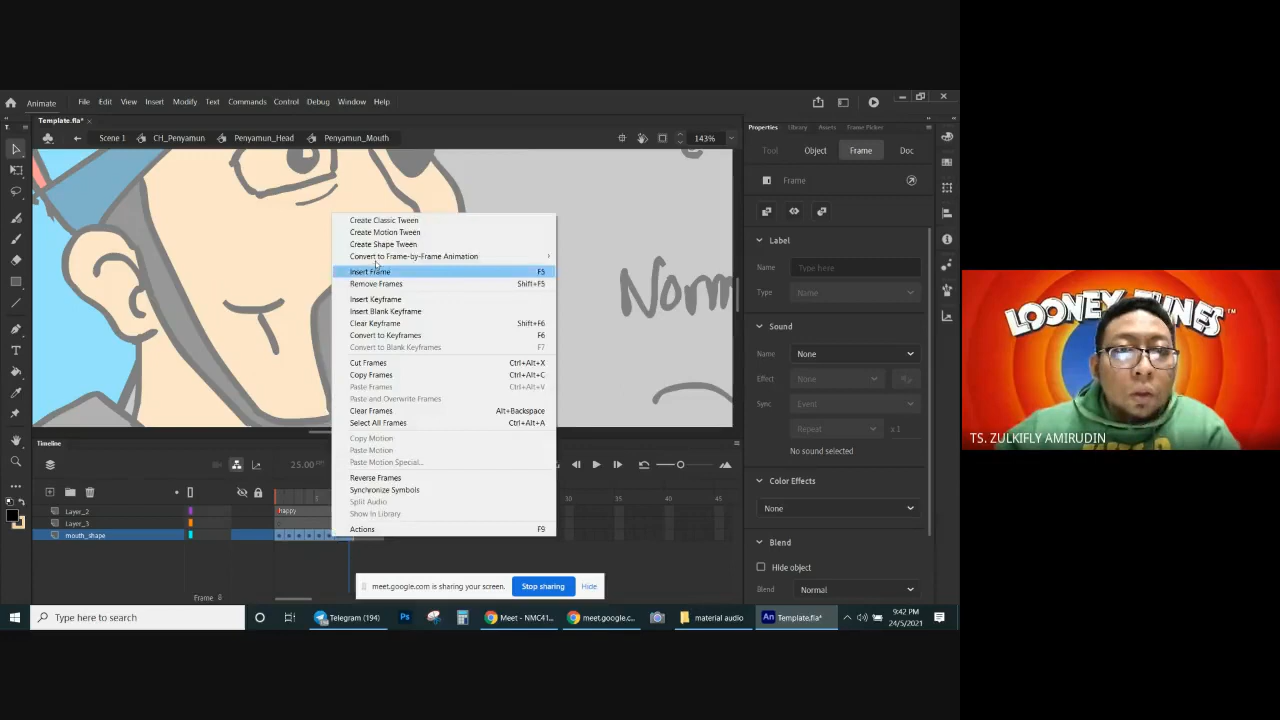 Animate
File Edit View Insert Modify Text Commands Control Debug Window Help
Template.fla* ×
Scene 1 CH_Penyamun Penyamun_Head Penyamun_Mouth 143%
Norm
Create Classic Tween
Create Motion Tween
Create Shape Tween
Convert to Frame-by-Frame Animation
Insert Frame F5
Remove Frames Shift+F5
Insert Keyframe
Insert Blank Keyframe
Clear Keyframe Shift+F6
Convert to Keyframes F6
Convert to Blank Keyframes F7
Cut Frames Ctrl+Alt+X
Copy Frames Ctrl+Alt+C
Paste Frames Ctrl+Alt+V
Paste and Overwrite Frames
Clear Frames Alt+Backspace
Select All Frames Ctrl+Alt+A
Copy Motion
Paste Motion
Paste Motion Special...
Reverse Frames
Synchronize Symbols
Split Audio
Show in Library
Actions F9
Properties Library Assets Frame Picker
Tool Object Frame Doc
Frame
Label
Name Type here
Type Name
Sound
Name None
Effect None
Sync Event
Repeat x 1
No sound selected
Color Effects
None
Blend
Hide object
Blend Normal
Timeline
25.00
30 35 40 45
Layer_2 happy
Layer_3
mouth_shape
Frame 8
meet.google.com is sharing your screen. Stop sharing Hide
Type here to search
Telegram (194)
Ps
Meet - NMC41...
meet.google.c...
material audio
An Template.fla*
9:42 PM
24/5/2021
LOONEY TUNES
TS. ZULKIFLY AMIRUDIN